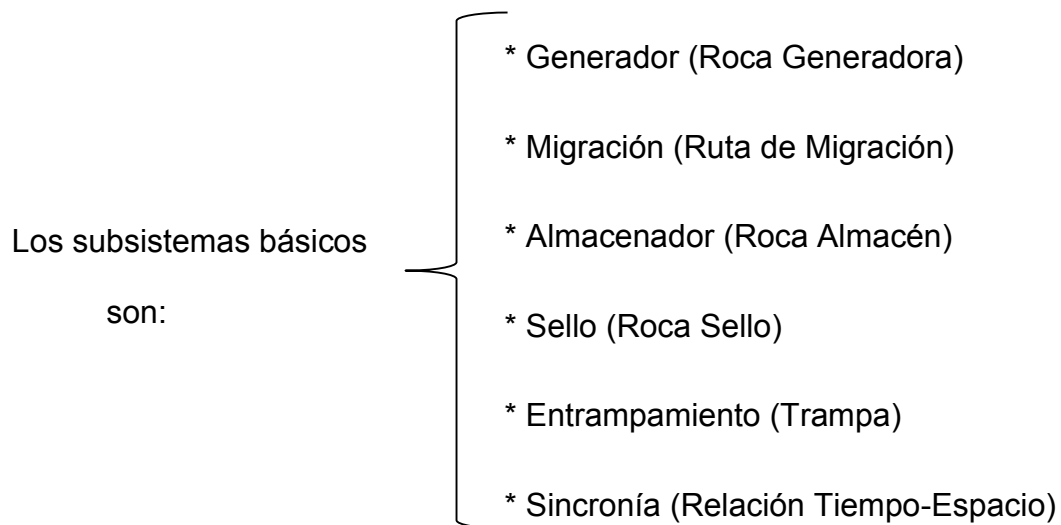 Los subsistemas básicos
son:
* Generador (Roca Generadora)
* Migración (Ruta de Migración)
* Almacenador (Roca Almacén)
* Sello (Roca Sello)
* Entrampamiento (Trampa)
* Sincronía (Relación Tiempo-Espacio)